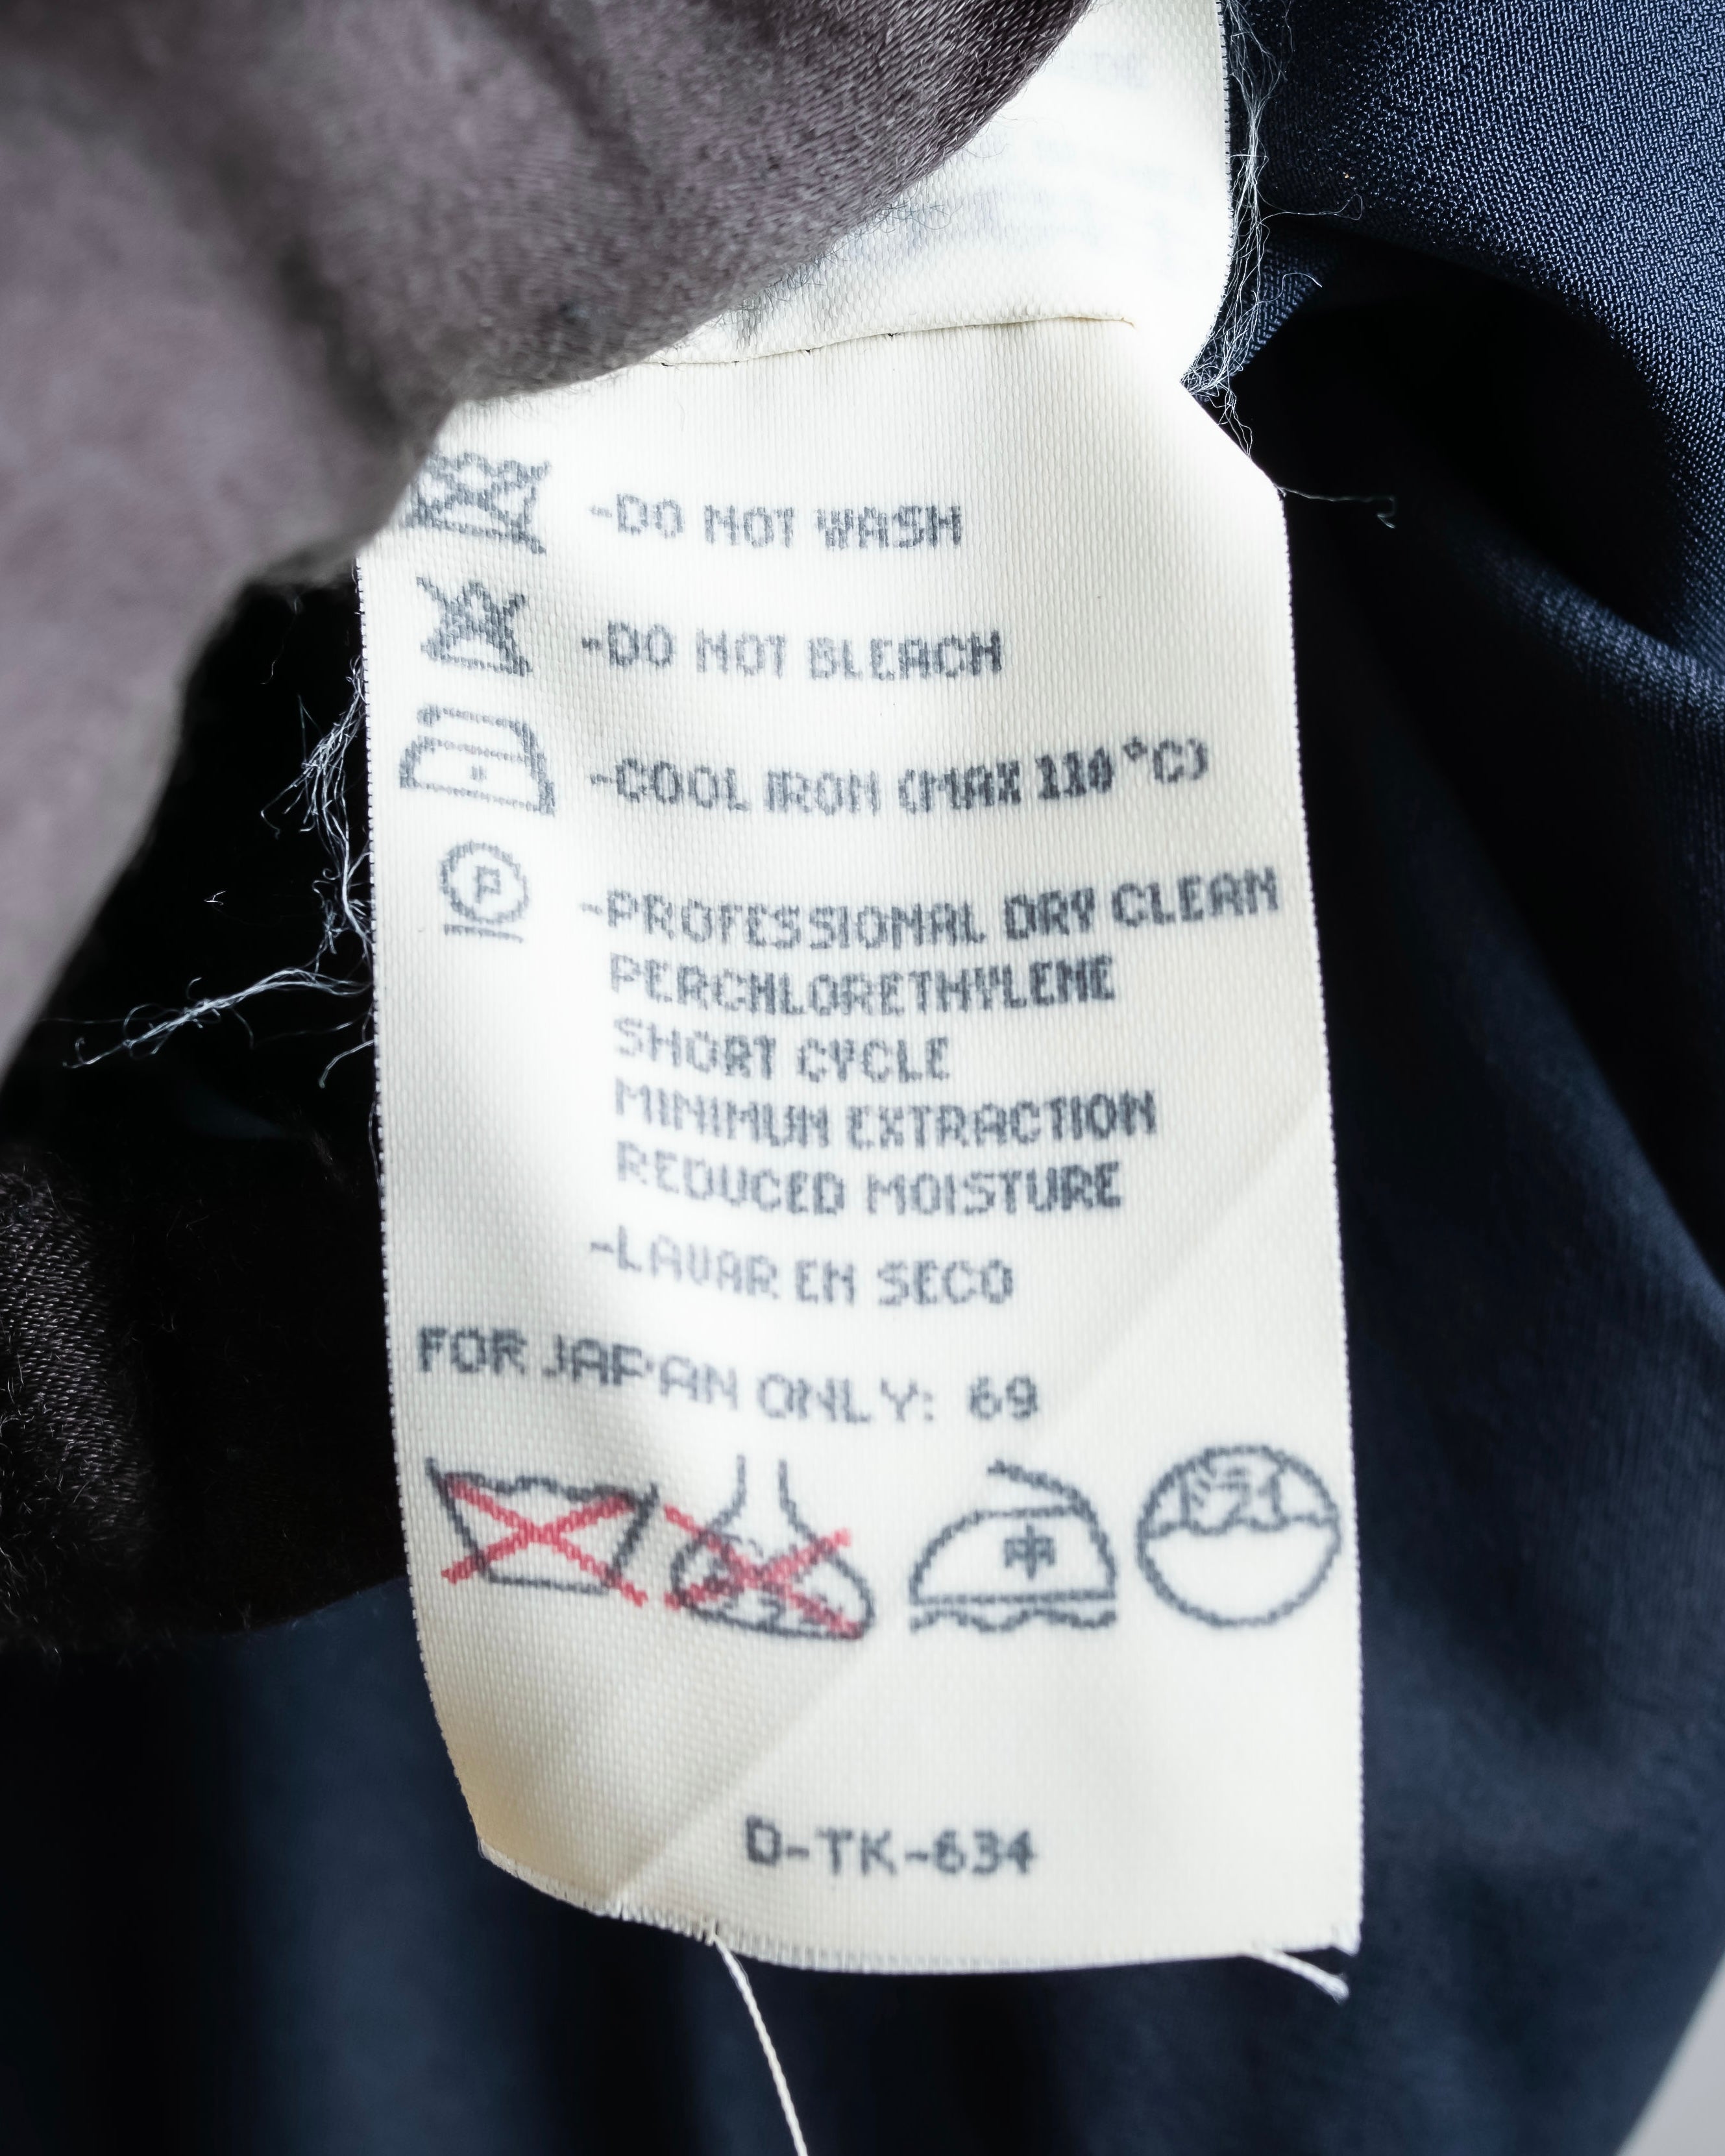 -DO NOT WASH
-DO NOT BLEACH
-COOL IRON (MAX 110°C)
P
-PROFESSIONAL DRY CLEAN
PERCHLORETHYLENE
SHORT CYCLE
MINIMUN EXTRACTION
REDUCED MOISTURE
-LAVAR EN SECO
FOR JAPAN ONLY: 69
中 ドライ
D-TK-634